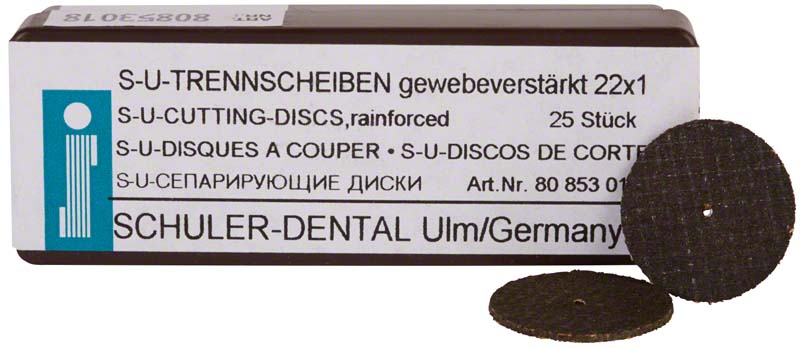 80853018
S-U-TRENNSCHEIBEN gewebeverstärkt 22x1
S-U-CUTTING-DISCS,rainforced 25 Stück
S-U-DISQUES A COUPER • S-U-DISCOS DE CORTE
S-U-СЕПАРИРУЮЩИЕ ДИСКИ Art.Nr. 80 853 01
SCHULER-DENTAL Ulm/Germany